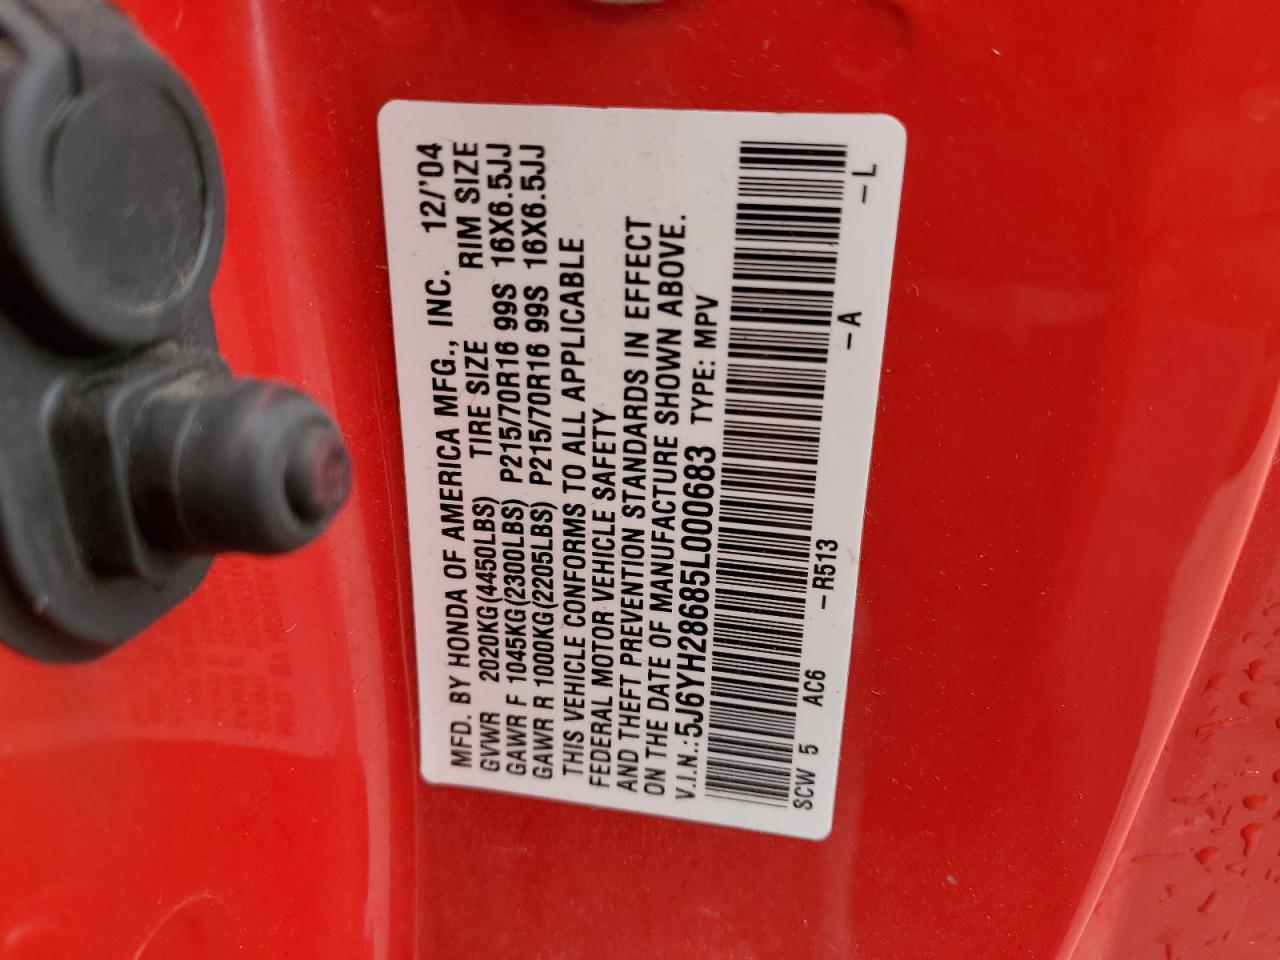 MFD. BY HONDA OF AMERICA MFG., INC. 12/'04
GVWR 2020KG(4450LBS) TIRE SIZE RIM SIZE
GAWR F 1045KG(2300LBS) P215/70R16 99S 16X6.5JJ
GAWR R 1000KG(2205LBS) P215/70R16 99S 16X6.5JJ
THIS VEHICLE CONFORMS TO ALL APPLICABLE
FEDERAL MOTOR VEHICLE SAFETY
AND THEFT PREVENTION STANDARDS IN EFFECT
ON THE DATE OF MANUFACTURE SHOWN ABOVE.
V.I.N.:5J6YH28685L000683 TYPE: MPV
SCW 5 AC6 -R513 -A -L